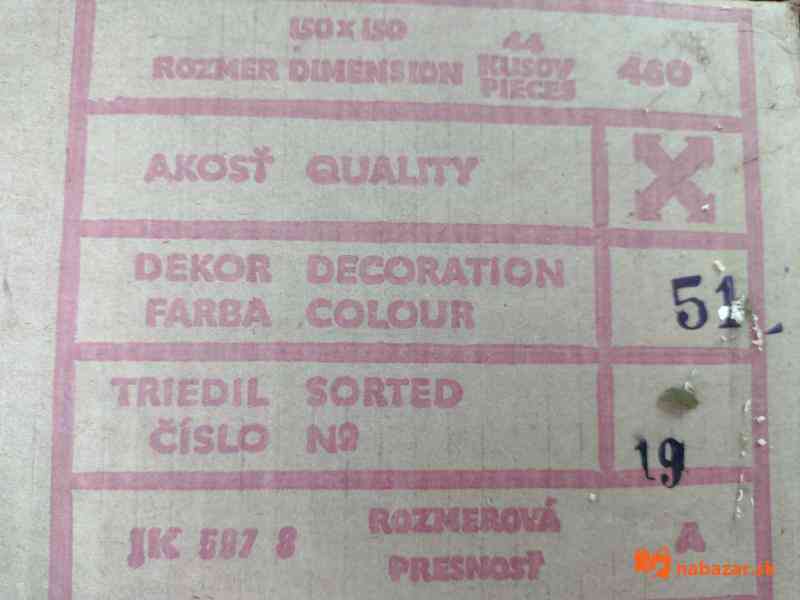 150 X 150
44
ROZMER DIMENSION KUSOV 460
PIECES
AKOSŤ QUALITY X
DEKOR DECORATION
FARBA COLOUR 51
TRIEDIL SORTED
ČÍSLO Nº 19
JK 597 8 ROZMEROVÁ A
PRESNOSŤ
nabazar.sk